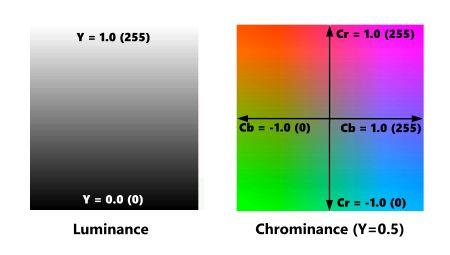 Y = 1.0 (255)
Y = 0.0 (0)
Luminance
Cr = 1.0 (255)
Cb = -1.0 (0)
Cb = 1.0 (255)
Cr = -1.0 (0)
Chrominance (Y=0.5)